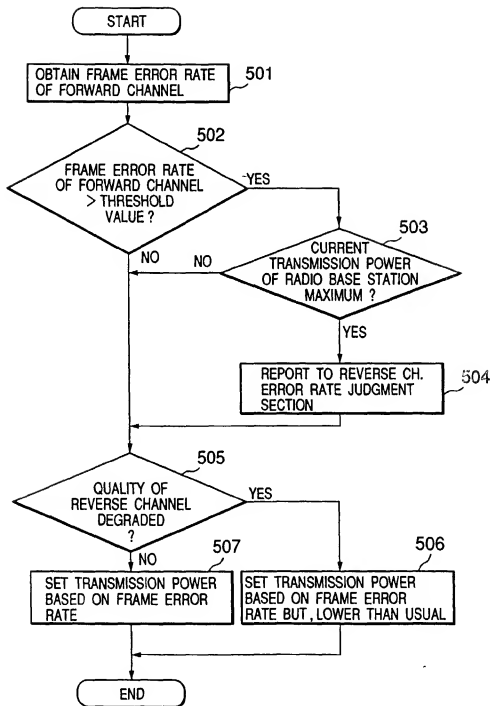 START
OBTAIN FRAME ERROR RATE
OF FORWARD CHANNEL
501
502
FRAME ERROR RATE
OF FORWARD CHANNEL
> THRESHOLD
VALUE ?
YES
NO
503
CURRENT
TRANSMISSION POWER
OF RADIO BASE STATION
MAXIMUM ?
NO
YES
REPORT TO REVERSE CH.
ERROR RATE JUDGMENT
SECTION
504
505
QUALITY OF
REVERSE CHANNEL
DEGRADED
?
YES
NO
507
SET TRANSMISSION POWER
BASED ON FRAME ERROR
RATE
506
SET TRANSMISSION POWER
BASED ON FRAME ERROR
RATE BUT, LOWER THAN USUAL
END